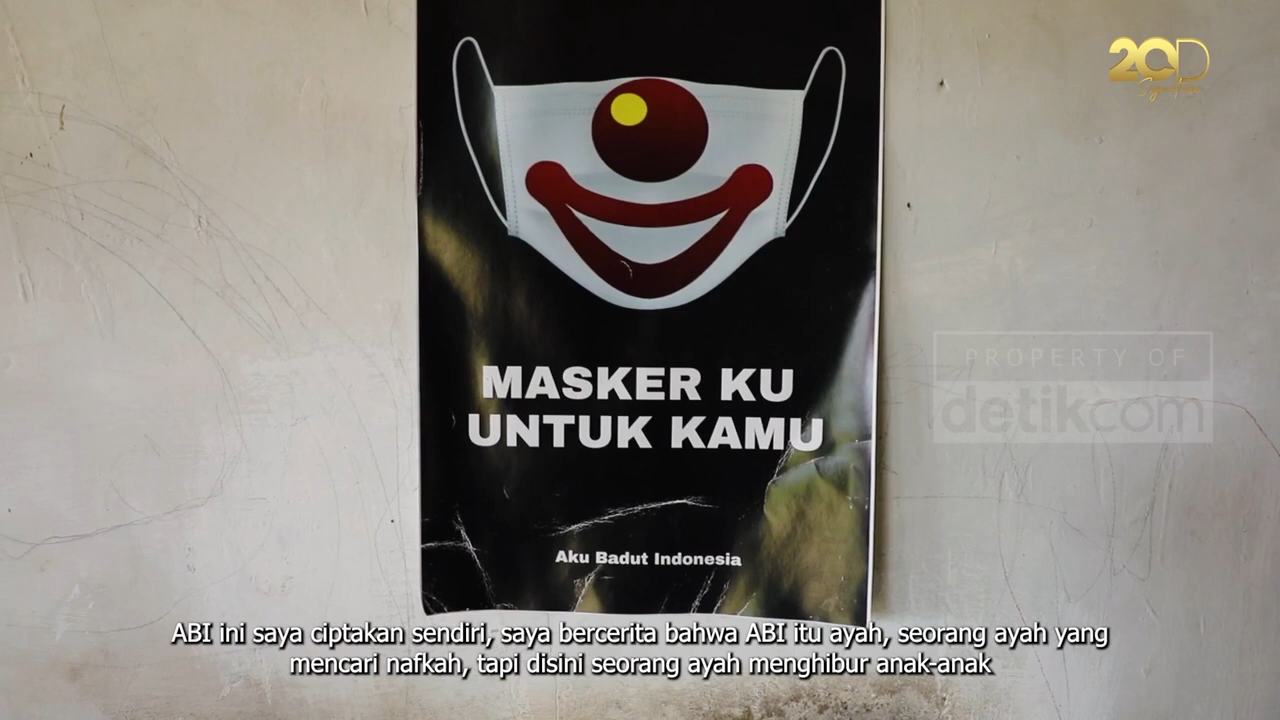 20D
MASKER KU
UNTUK KAMU
Aku Badut Indonesia
PROPERTY OF
detikcom
ABI ini saya ciptakan sendiri, saya bercerita bahwa ABI itu ayah, seorang ayah yang
mencari nafkah, tapi disini seorang ayah menghibur anak-anak